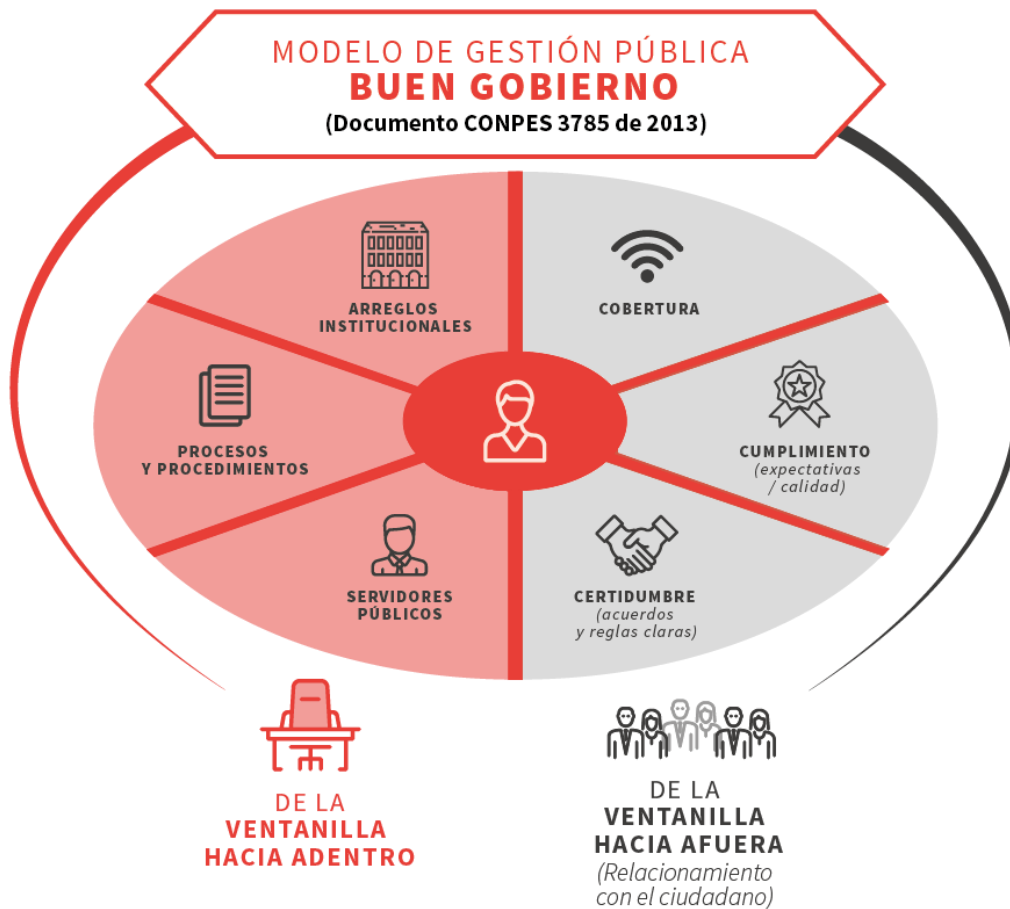 MODELO DE GESTIÓN PÚBLICA
BUEN GOBIERNO
(Documento CONPES 3785 de 2013)
ARREGLOS
INSTITUCIONALES
COBERTURA
PROCESOS
Y PROCEDIMIENTOS
CUMPLIMIENTO
(expectativas
/ calidad)
SERVIDORES
PÚBLICOS
CERTIDUMBRE
(acuerdos
y reglas claras)
DE LA
VENTANILLA
HACIA ADENTRO
DE LA
VENTANILLA
HACIA AFUERA
(Relacionamiento
con el ciudadano)